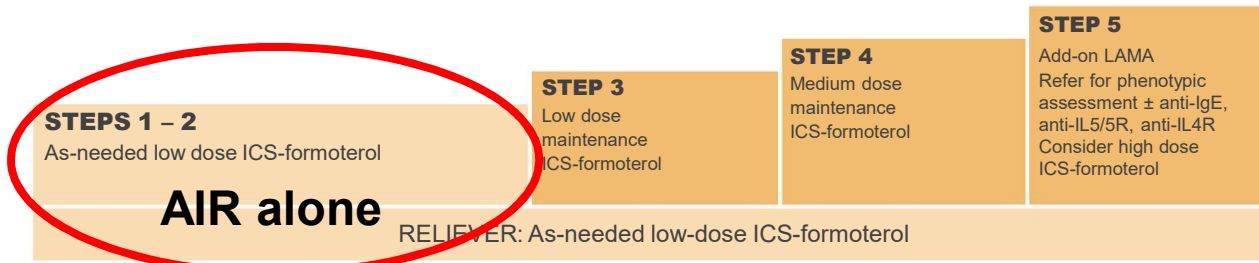 STEPS 1 – 2
As-needed low dose ICS-formoterol
AIR alone
STEP 3
Low dose
maintenance
ICS-formoterol
STEP 4
Medium dose
maintenance
ICS-formoterol
STEP 5
Add-on LAMA
Refer for phenotypic
assessment ± anti-IgE,
anti-IL5/5R, anti-IL4R
Consider high dose
ICS-formoterol
RELIEVER: As-needed low-dose ICS-formoterol